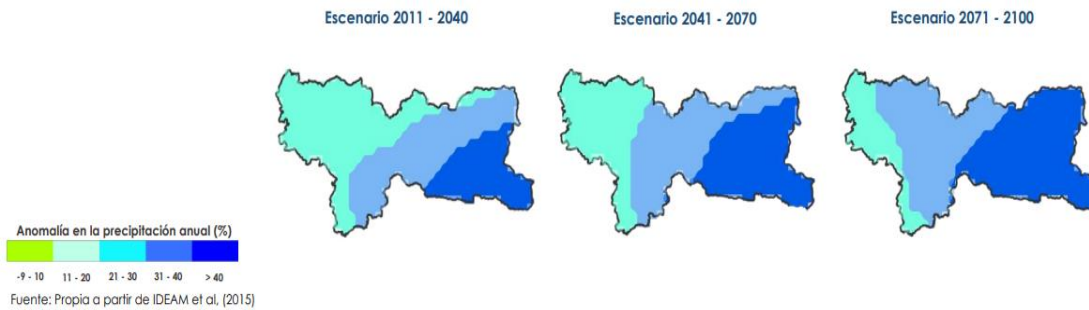 Escenario 2011 - 2040
Escenario 2041 - 2070
Escenario 2071 - 2100
Anomalía en la precipitación anual (%)
-9 - 10
11 - 20
21 - 30
31 - 40
> 40
Fuente: Propia a partir de IDEAM et al, (2015)